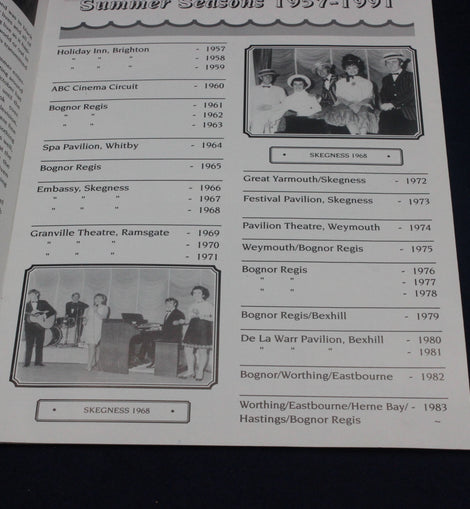 Summer Seasons 1957-1991
Holiday Inn, Brighton - 1957
" " " - 1958
" " " - 1959
ABC Cinema Circuit - 1960
Bognor Regis - 1961
" " - 1962
" " - 1963
Spa Pavilion, Whitby - 1964
Bognor Regis - 1965
Embassy, Skegness - 1966
" " " - 1967
" " " - 1968
Granville Theatre, Ramsgate - 1969
" " " - 1970
" " " - 1971
SKEGNESS 1968
SKEGNESS 1968
Great Yarmouth/Skegness - 1972
Festival Pavilion, Skegness - 1973
Pavilion Theatre, Weymouth - 1974
Weymouth/Bognor Regis - 1975
Bognor Regis - 1976
" " - 1977
" " - 1978
Bognor Regis/Bexhill - 1979
De La Warr Pavilion, Bexhill - 1980
" " " - 1981
Bognor/Worthing/Eastbourne - 1982
Worthing/Eastbourne/Herne Bay/ - 1983
Hastings/Bognor Regis ~